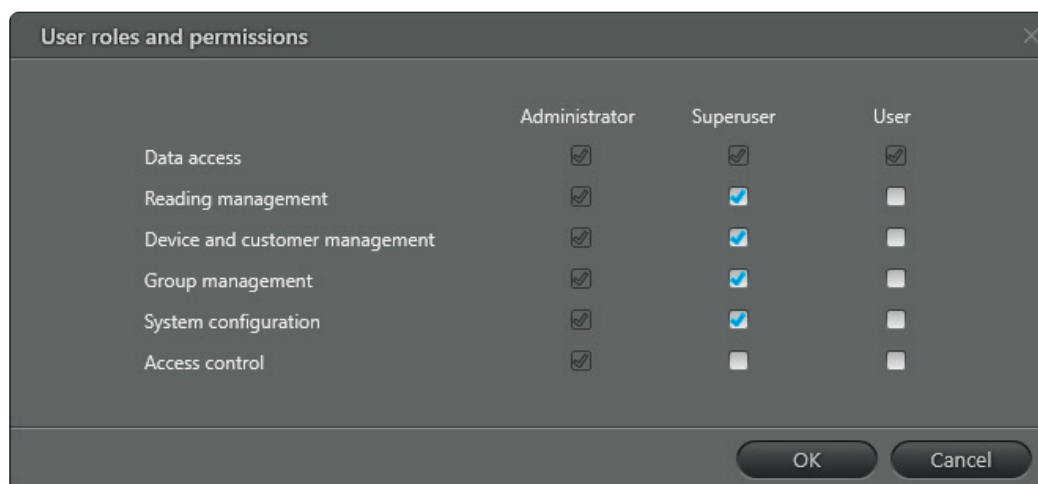 User roles and permissions
Administrator Superuser User
Data access
Reading management
Device and customer management
Group management
System configuration
Access control
OK Cancel